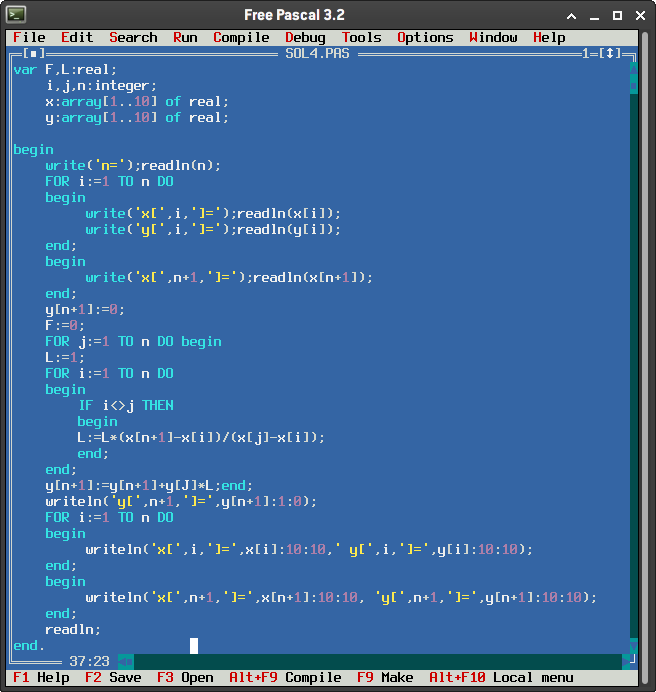 Free Pascal 3.2
File Edit Search Run Compile Debug Tools Options Window Help
[■] SOL4.PAS 1=[↕]
var F,L:real;
    i,j,n:integer;
    x:array[1..10] of real;
    y:array[1..10] of real;
begin
    write('n=');readln(n);
    FOR i:=1 TO n DO
    begin
         write('x[',i,']=');readln(x[i]);
         write('y[',i,']=');readln(y[i]);
    end;
    begin
         write('x[',n+1,']=');readln(x[n+1]);
    end;
    y[n+1]:=0;
    F:=0;
    FOR j:=1 TO n DO begin
    L:=1;
    FOR i:=1 TO n DO
    begin
        IF i<>j THEN
        begin
        L:=L*(x[n+1]-x[i])/(x[j]-x[i]);
        end;
    end;
    y[n+1]:=y[n+1]+y[J]*L;end;
    writeln('y[',n+1,']=',y[n+1]:1:0);
    FOR i:=1 TO n DO
    begin
         writeln('x[',i,']=',x[i]:10:10,' y[',i,']=',y[i]:10:10);
    end;
    begin
         writeln('x[',n+1,']=',x[n+1]:10:10, 'y[',n+1,']=',y[n+1]:10:10);
    end;
    readln;
end.
37:23
F1 Help F2 Save F3 Open Alt+F9 Compile F9 Make Alt+F10 Local menu